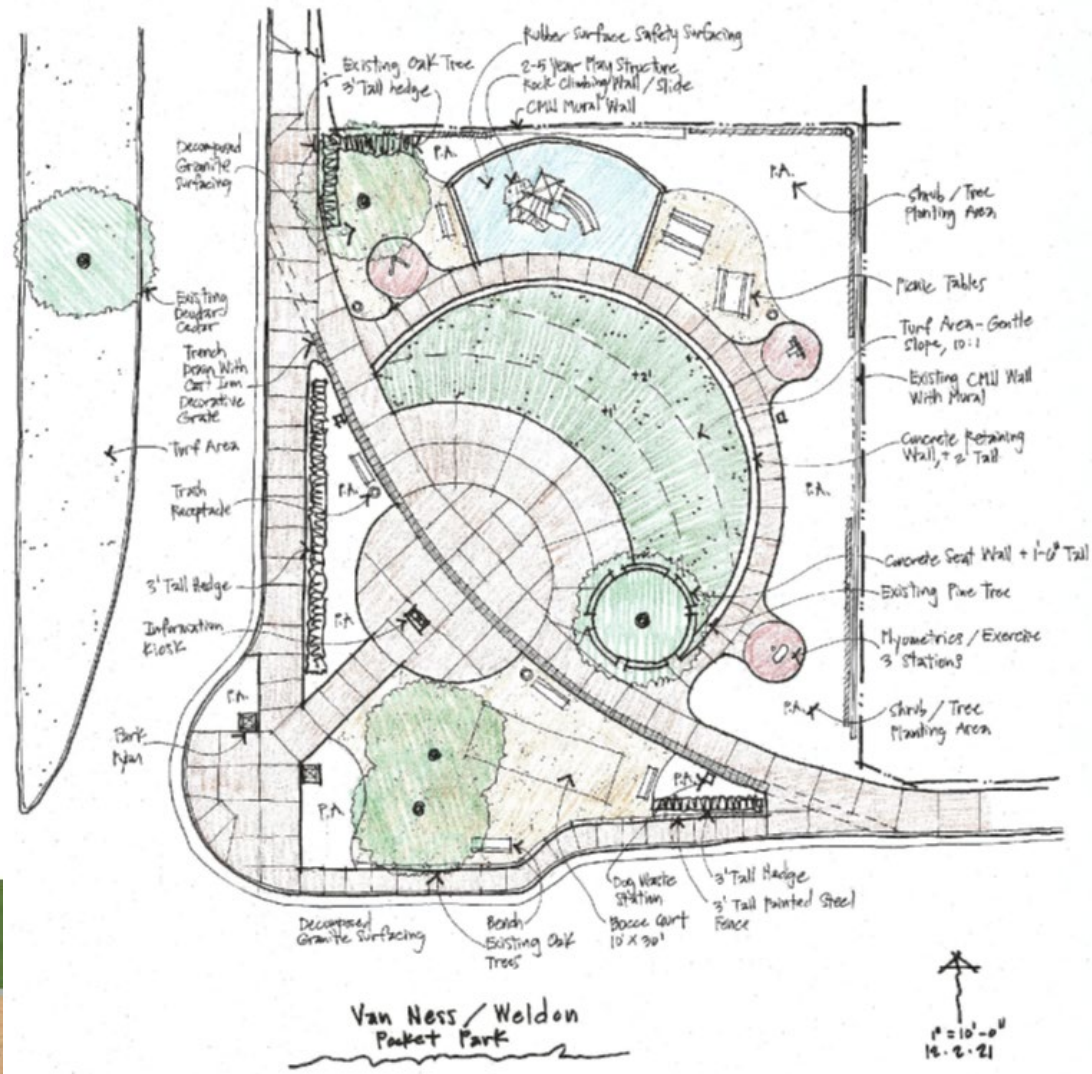 Rubber Surface Safety Surfacing
2-5 Year Play Structure
Rock Climbing Wall / Slide
CMU Mural Wall
Existing Oak Tree
3' Tall hedge
Decomposed
Granite
Surfacing
P.A.
P.A.
Shrub / Tree
Planting Area
Existing
Deodar
Cedar
Picnic Tables
Trench
Drain With
Cast Iron
Decorative
Grate
Turf Area - Gentle
Slope, 10:1
+2'
+1'
Existing CMU Wall
With Mural
Turf Area
Concrete Retaining
Wall, + 2' Tall
Trash
Receptacle
P.A.
P.A.
3' Tall Hedge
Concrete Seat Wall + 1'-6" Tall
Existing Pine Tree
Information
Kiosk
P.A.
Plyometrics / Exercise
3 Stations
P.A.
P.A.
Shrub / Tree
Planting Area
Park
P.A.
P.A.
Dog Waste
Station
3' Tall Hedge
3' Tall Painted Steel
Fence
Decomposed
Granite Surfacing
Bench
Existing Oak
Trees
Bocce Court
10' X 30'
Van Ness / Weldon
Pocket Park
1" = 10'-0"
12.2.21